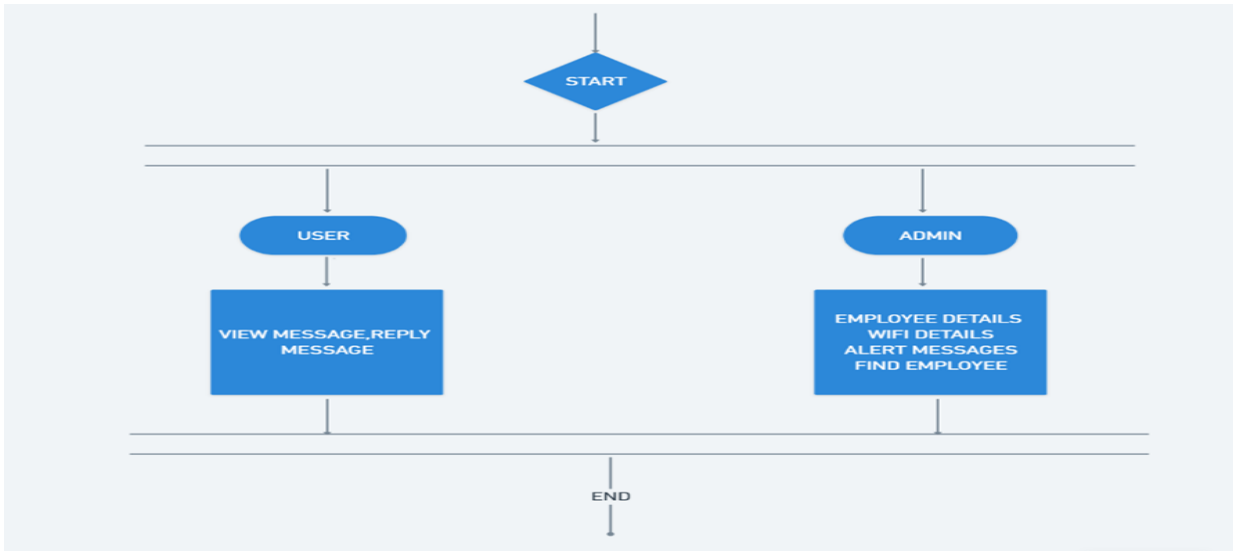 START
USER
ADMIN
VIEW MESSAGE,REPLY
MESSAGE
EMPLOYEE DETAILS
WIFI DETAILS
ALERT MESSAGES
FIND EMPLOYEE
END